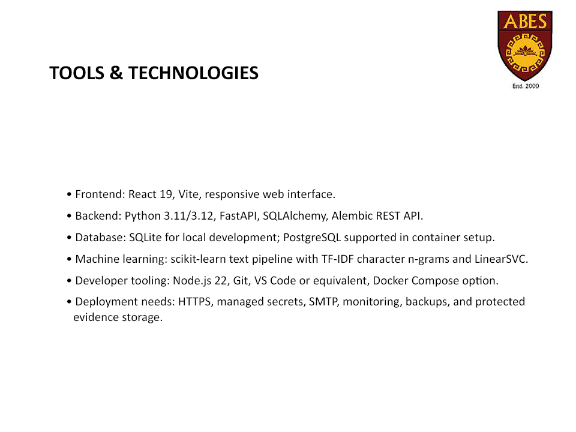 ABES
Estd. 2000
TOOLS & TECHNOLOGIES
• Frontend: React 19, Vite, responsive web interface.
• Backend: Python 3.11/3.12, FastAPI, SQLAlchemy, Alembic REST API.
• Database: SQLite for local development; PostgreSQL supported in container setup.
• Machine learning: scikit-learn text pipeline with TF-IDF character n-grams and LinearSVC.
• Developer tooling: Node.js 22, Git, VS Code or equivalent, Docker Compose option.
• Deployment needs: HTTPS, managed secrets, SMTP, monitoring, backups, and protected
evidence storage.